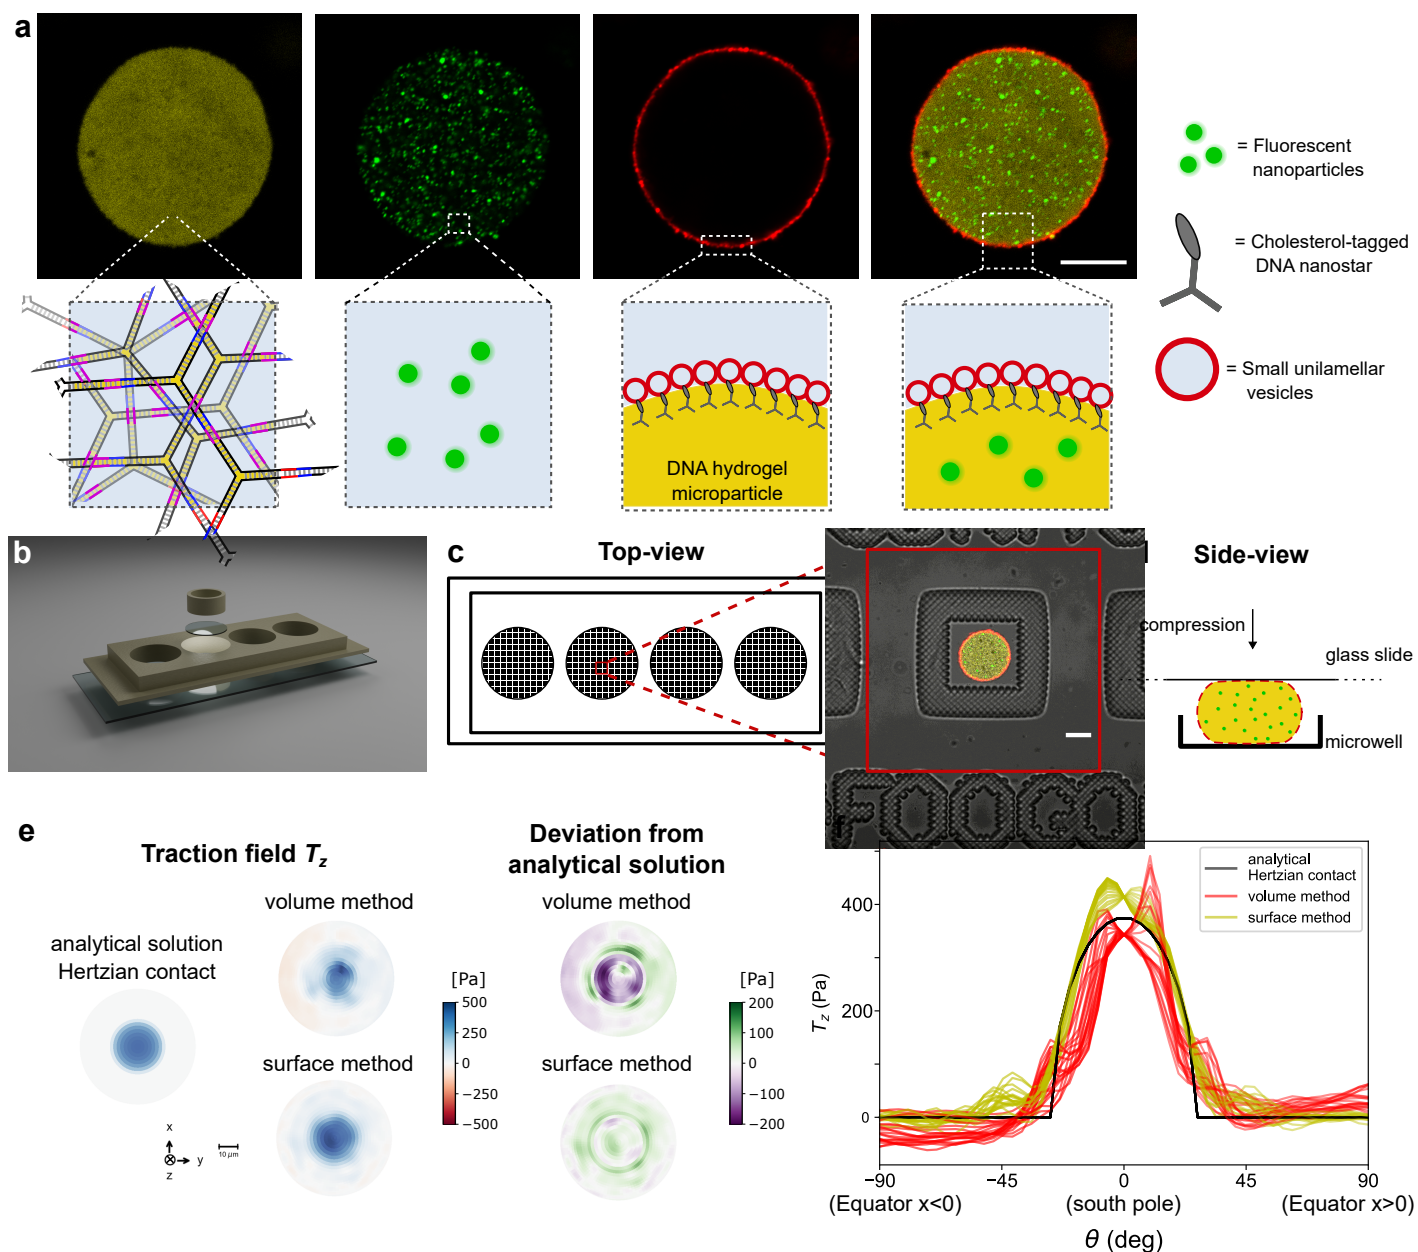 a
= Fluorescent
nanoparticles
= Cholesterol-tagged
DNA nanostar
= Small unilamellar
vesicles
DNA hydrogel
microparticle
b
c
Top-view
Side-view
compression
glass slide
microwell
FOOGO
e
Traction field Tz
Deviation from
analytical solution
volume method
volume method
analytical solution
Hertzian contact
[Pa]
500
250
0
−250
−500
[Pa]
200
100
0
−100
−200
surface method
surface method
x
y
z
10 μm
f
analytical
Hertzian contact
volume method
surface method
Tz (Pa)
400
200
0
−90
−45
0
45
90
(Equator x<0)
(south pole)
(Equator x>0)
θ (deg)